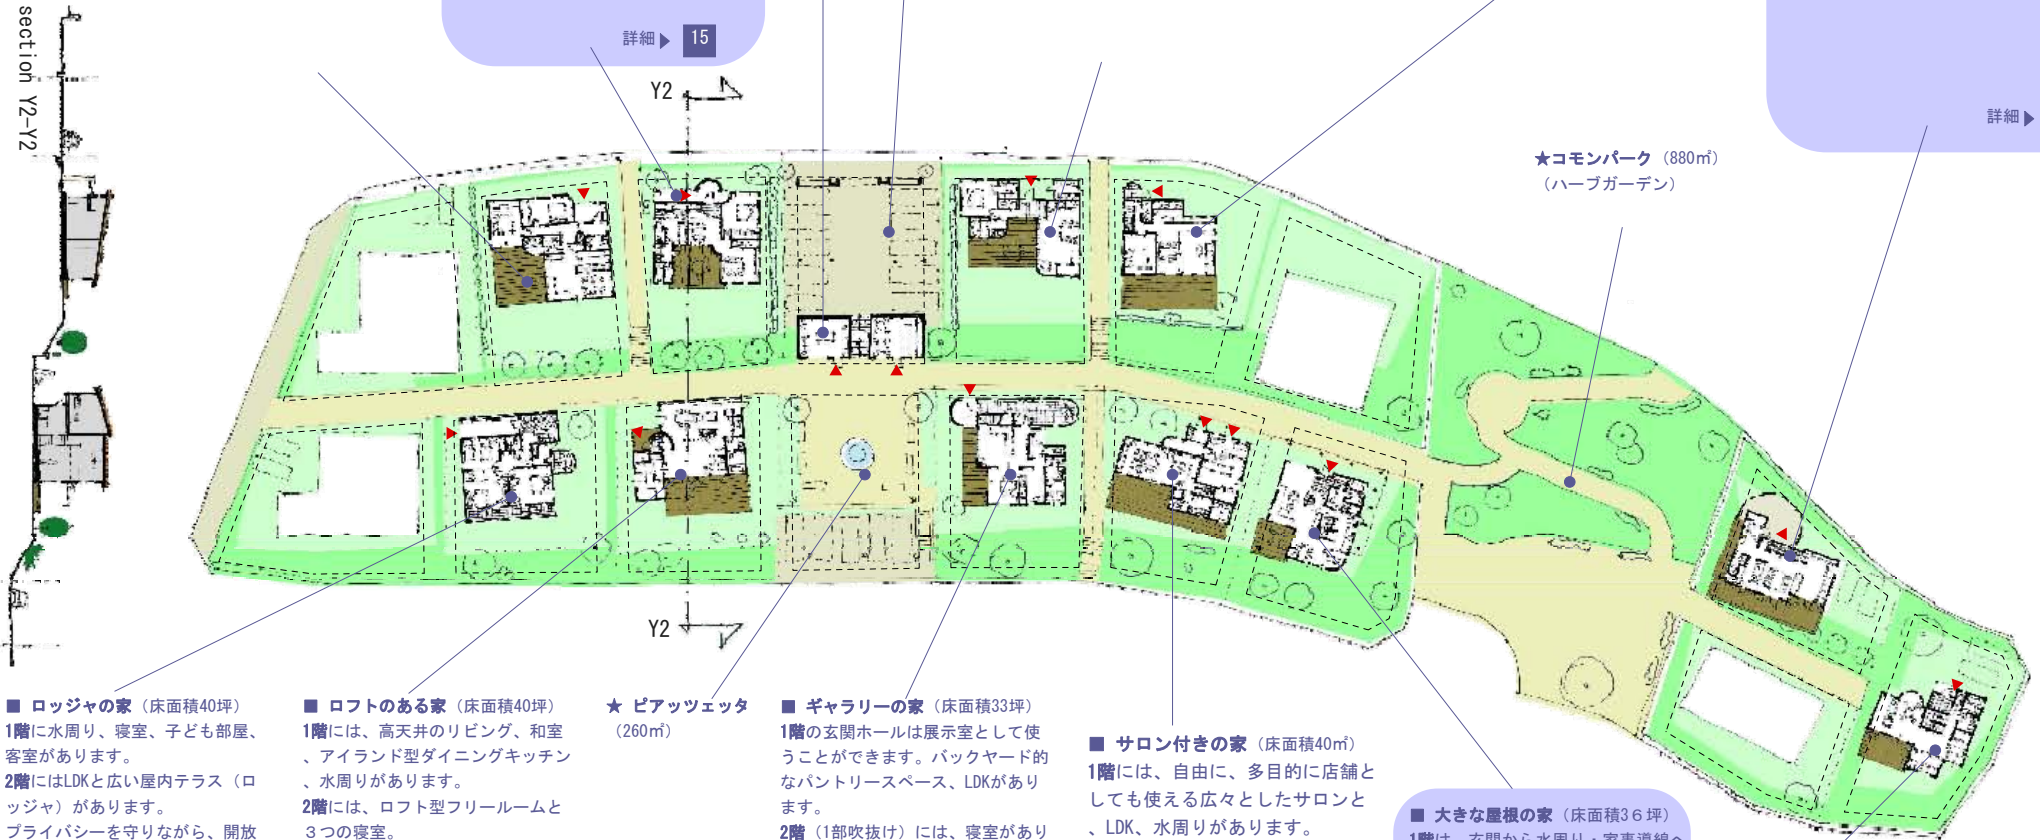 section Y2-Y2
詳細▶ 15
Y2
詳細▶
★コモンパーク（880㎡）
（ハーブガーデン）
Y2
■ ロッジャの家（床面積40坪）
1階に水周り、寝室、子ども部屋、
客室があります。
2階にはLDKと広い屋内テラス（ロ
ッジャ）があります。
プライバシーを守りながら、開放
■ ロフトのある家（床面積40坪）
1階には、高天井のリビング、和室
、アイランド型ダイニングキッチン
、水周りがあります。
2階には、ロフト型フリールームと
３つの寝室。
★ ピアッツェッタ
（260㎡）
■ ギャラリーの家（床面積33坪）
1階の玄関ホールは展示室として使
うことができます。バックヤード的
なパントリースペース、LDKがあり
ます。
2階（1部吹抜け）には、寝室があり
■ サロン付きの家（床面積40㎡）
1階には、自由に、多目的に店舗と
しても使える広々としたサロンと
、LDK、水周りがあります。
■ 大きな屋根の家（床面積3６坪）
1階は、玄関から水周り・家事導線へ